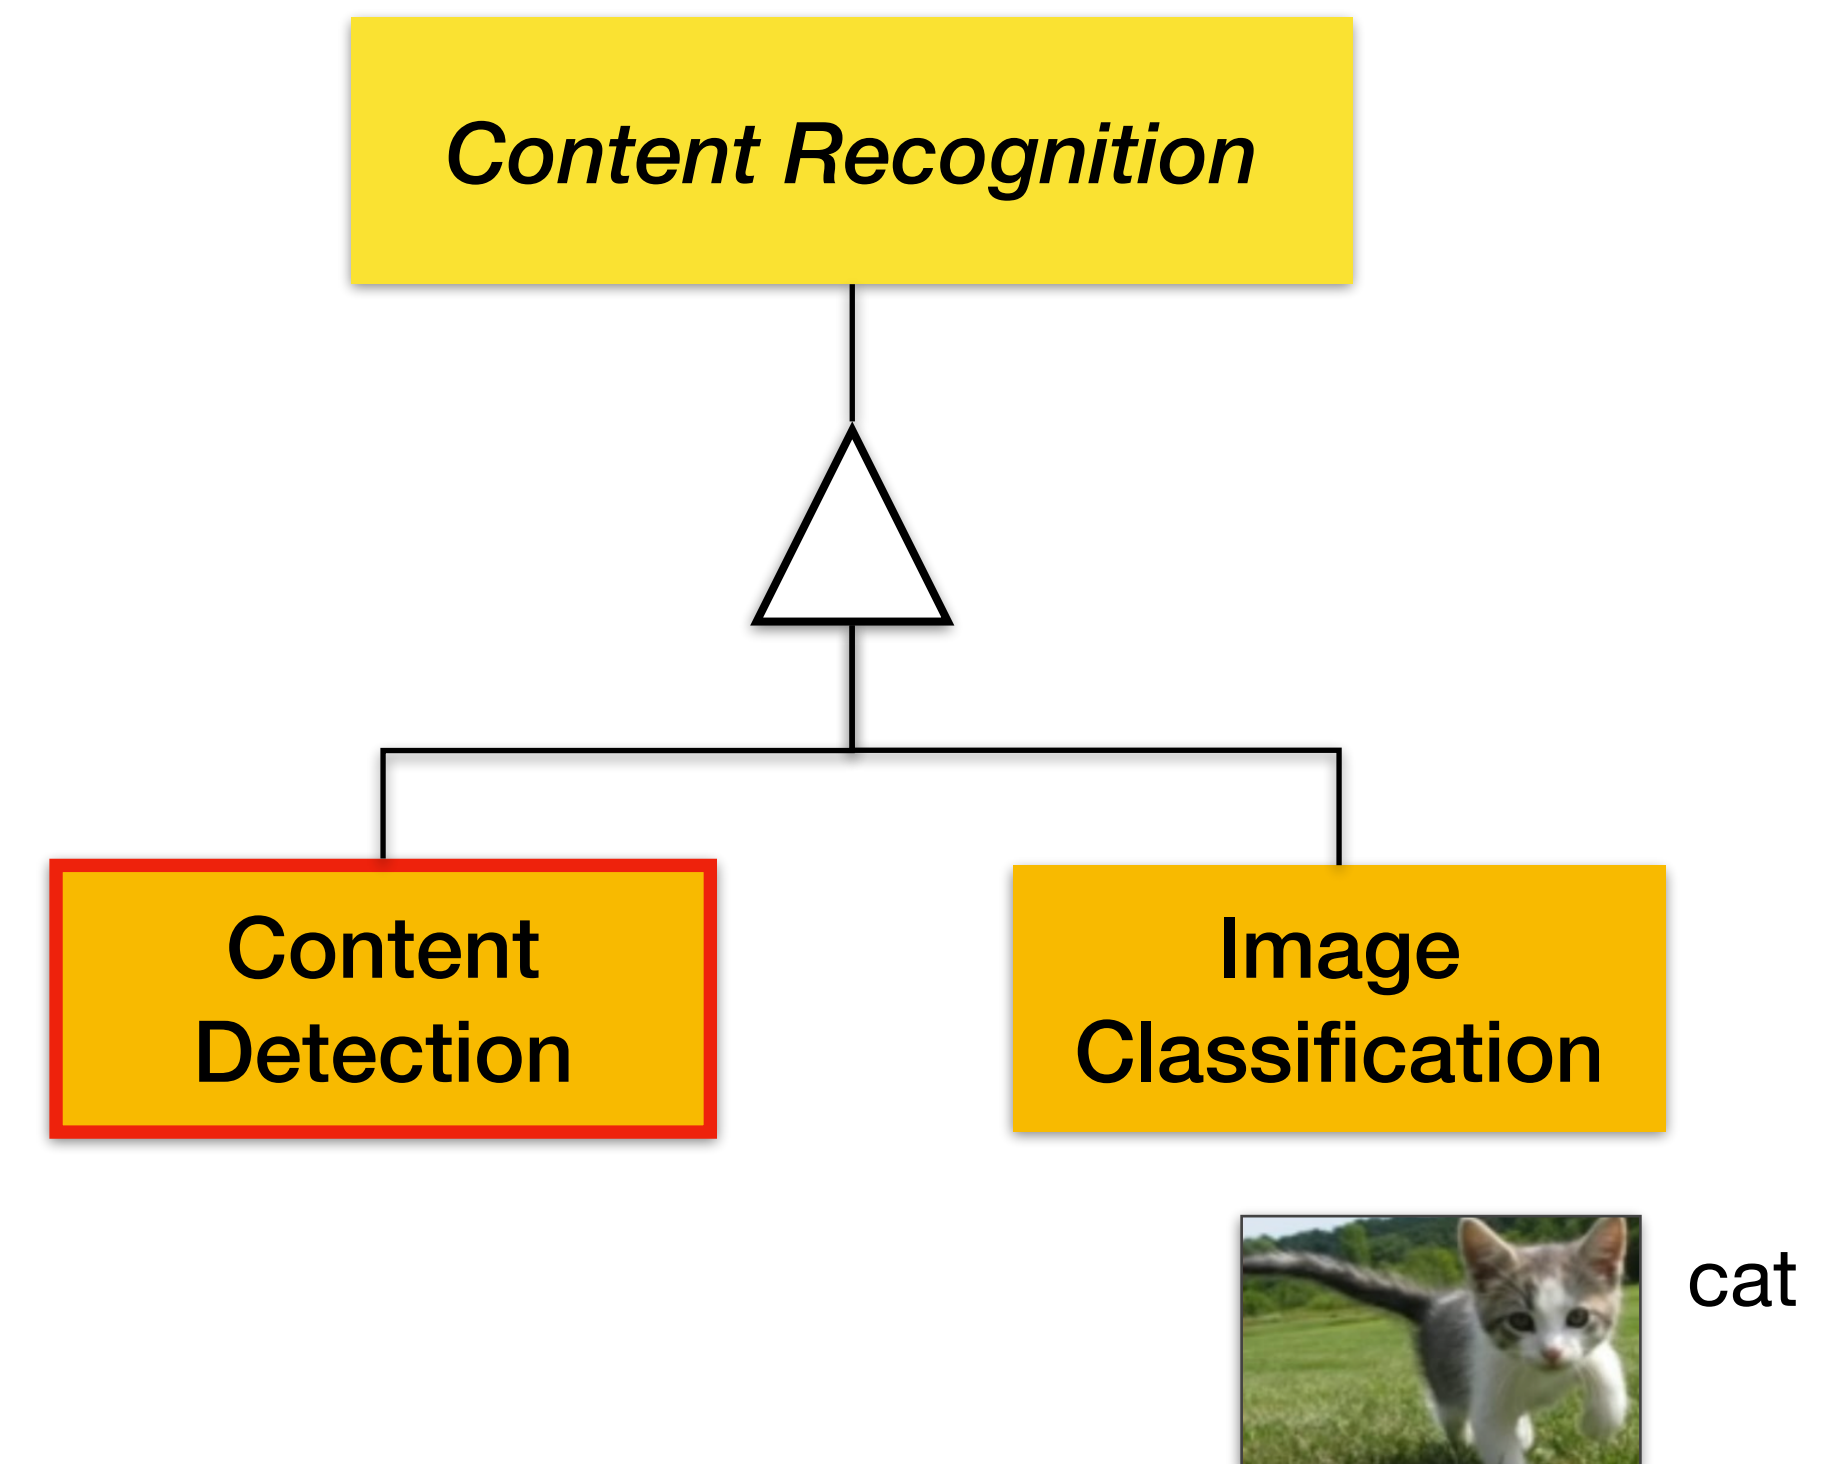 Content Recognition
Content
Detection
Image
Classification
cat